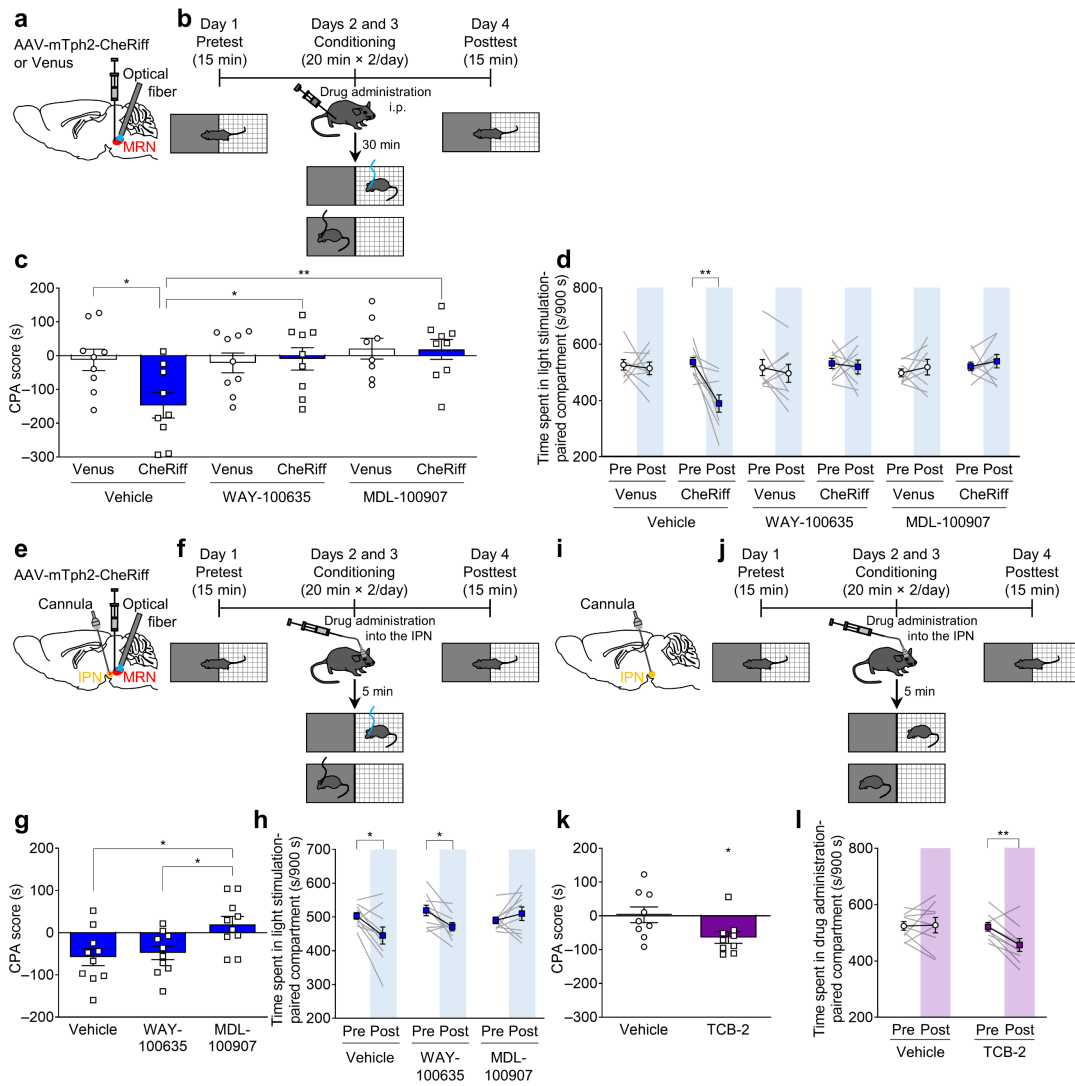 a
AAV-mTph2-CheRiff
or Venus
Optical
fiber
MRN
b
Day 1
Pretest
(15 min)
Days 2 and 3
Conditioning
(20 min × 2/day)
Day 4
Posttest
(15 min)
Drug administration
i.p.
30 min
c
CPA score (s)
200
100
0
–100
–200
–300
*
*
**
Venus CheRiff Venus CheRiff Venus CheRiff
Vehicle WAY-100635 MDL-100907
d
Time spent in light stimulation-
paired compartment (s/900 s)
800
600
400
200
**
Pre Post Pre Post Pre Post Pre Post Pre Post Pre Post
Venus CheRiff Venus CheRiff Venus CheRiff
Vehicle WAY-100635 MDL-100907
e
AAV-mTph2-CheRiff
Cannula
Optical
fiber
IPN MRN
f
Day 1
Pretest
(15 min)
Days 2 and 3
Conditioning
(20 min × 2/day)
Day 4
Posttest
(15 min)
Drug administration
into the IPN
5 min
i
Cannula
IPN
j
Day 1
Pretest
(15 min)
Days 2 and 3
Conditioning
(20 min × 2/day)
Day 4
Posttest
(15 min)
Drug administration
into the IPN
5 min
g
CPA score (s)
200
100
0
–100
–200
*
*
Vehicle WAY-
100635 MDL-
100907
h
Time spent in light stimulation-
paired compartment (s/900 s)
700
600
500
400
300
200
*
*
Pre Post Pre Post Pre Post
Vehicle WAY-
100635 MDL-
100907
k
CPA score (s)
200
100
0
–100
–200
–300
*
Vehicle TCB-2
l
Time spent in drug administration-
paired compartment (s/900 s)
800
600
400
200
**
Pre Post Pre Post
Vehicle TCB-2